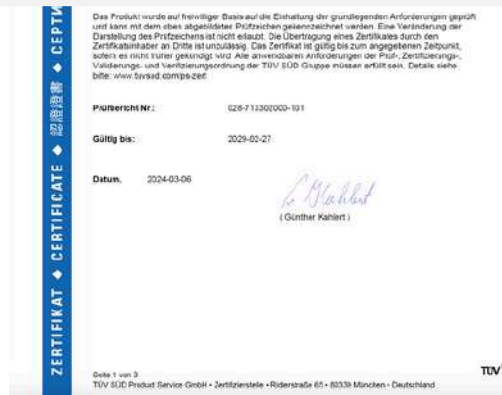 Das Produkt wurde auf freiwilliger Basis auf die Einhaltung der grundlegenden Anforderungen geprüft
und kann mit dem oben abgebildeten Prüfzeichen gekennzeichnet werden. Eine Veränderung der
Darstellung des Prüfzeichens ist nicht erlaubt. Die Übertragung eines Zertifikates durch den
Zertifikatsinhaber an Dritte ist unzulässig. Das Zertifikat ist gültig bis zum angegebenen Zeitpunkt,
sofern es nicht früher gekündigt wird. Alle anwendbaren Anforderungen der Prüf-, Zertifizierungs-,
Validierungs- und Verifizierungsordnung der TÜV SÜD Gruppe müssen erfüllt sein. Details siehe
bitte: www.tuvsud.com/ps-zert
Prüfbericht Nr.: 028-713302000-101
Gültig bis: 2029-02-27
Datum, 2024-03-06
( Günther Kahlert )
Seite 1 von 3
TÜV SÜD Product Service GmbH • Zertifizierstelle • Ridlerstraße 65 • 80339 München • Deutschland
TÜV
ZERTIFIKAT ◆ CERTIFICATE ◆ 認證證書 ◆